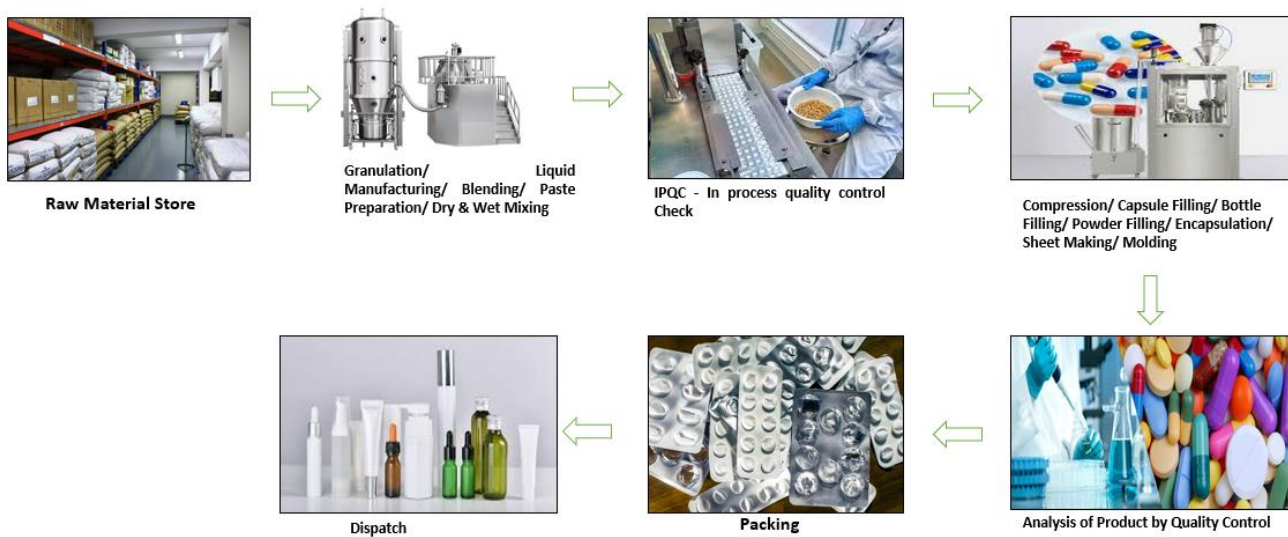 Raw Material Store
Granulation/ Liquid
Manufacturing/ Blending/ Paste
Preparation/ Dry & Wet Mixing
IPQC - In process quality control
Check
Compression/ Capsule Filling/ Bottle
Filling/ Powder Filling/ Encapsulation/
Sheet Making/ Molding
Analysis of Product by Quality Control
Packing
Dispatch